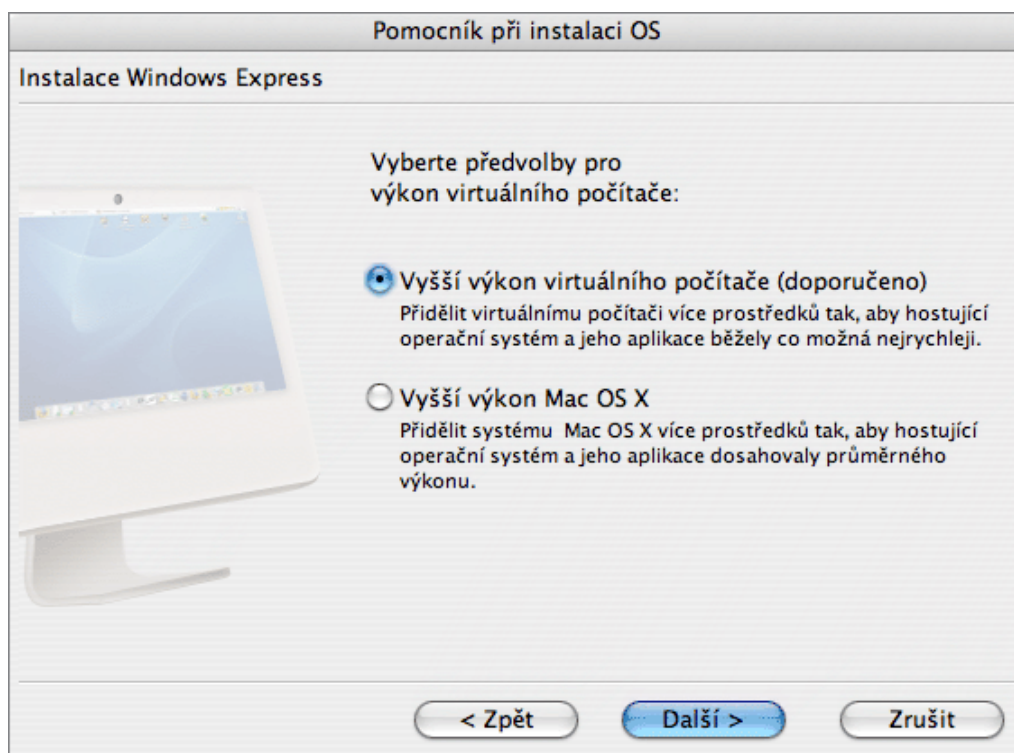 Pomocník při instalaci OS
Instalace Windows Express
Vyberte předvolby pro
výkon virtuálního počítače:
Vyšší výkon virtuálního počítače (doporučeno)
Přidělit virtuálnímu počítači více prostředků tak, aby hostující
operační systém a jeho aplikace běžely co možná nejrychleji.
Vyšší výkon Mac OS X
Přidělit systému  Mac OS X více prostředků tak, aby hostující
operační systém a jeho aplikace dosahovaly průměrného
výkonu.
< Zpět
Další >
Zrušit